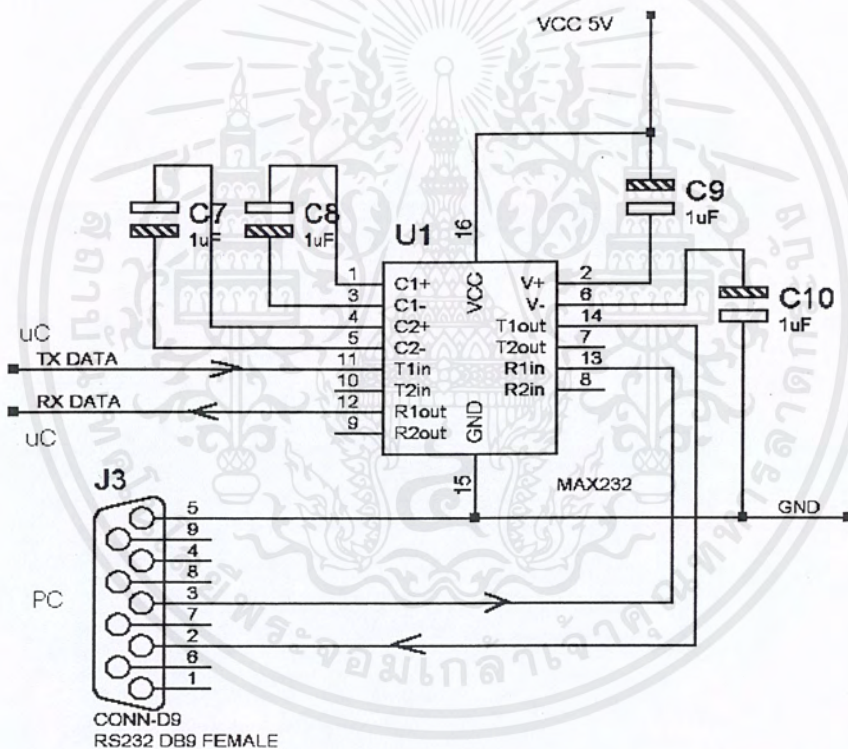 VCC 5V
C7
1uF
C8
1uF
C9
1uF
C10
1uF
U1
16
VCC
1 C1+
3 C1-
4 C2+
5 C2-
11 T1in
10 T2in
12 R1out
9 R2out
V+ 2
V- 6
T1out 14
T2out 7
R1in 13
R2in 8
GND
15
MAX232
uC
TX DATA
RX DATA
uC
GND
J3
5
9
4
8
3
7
2
6
1
PC
CONN-D9
RS232 DB9 FEMALE